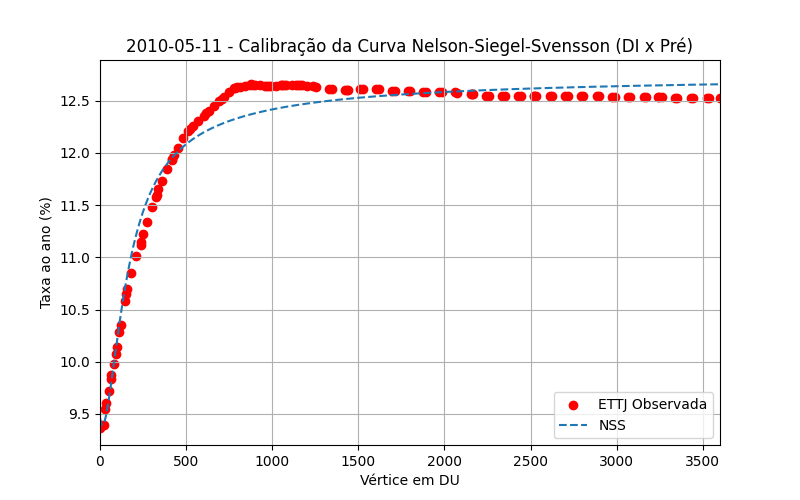 2010-05-11 - Calibração da Curva Nelson-Siegel-Svensson (DI x Pré)
Taxa ao ano (%)
12.5
12.0
11.5
11.0
10.5
10.0
9.5
0 500 1000 1500 2000 2500 3000 3500
Vértice em DU
ETTJ Observada
NSS